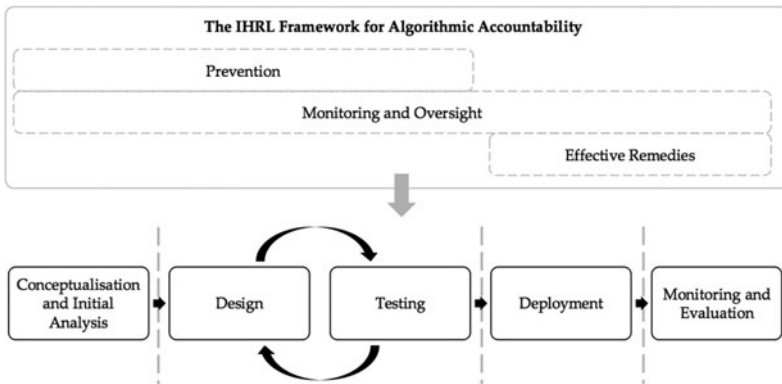 The IHRL Framework for Algorithmic Accountability
Prevention
Monitoring and Oversight
Effective Remedies
Conceptualisation
and Initial
Analysis
Design
Testing
Deployment
Monitoring and
Evaluation